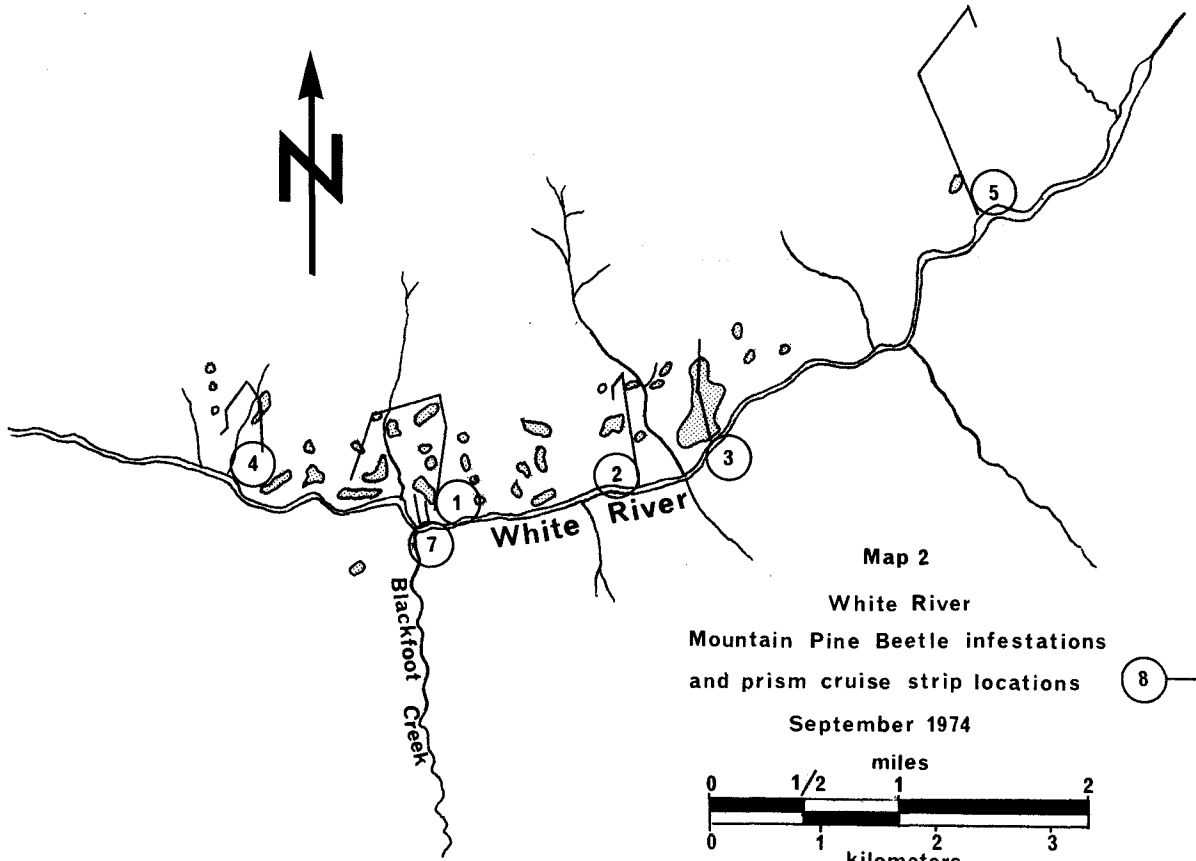 N
5
4
1
2
3
7
White River
Blackfoot Creek
Map 2
White River
Mountain Pine Beetle infestations
and prism cruise strip locations
8
September 1974
miles
0 1/2 1 2
0 1 2 3
kilometers